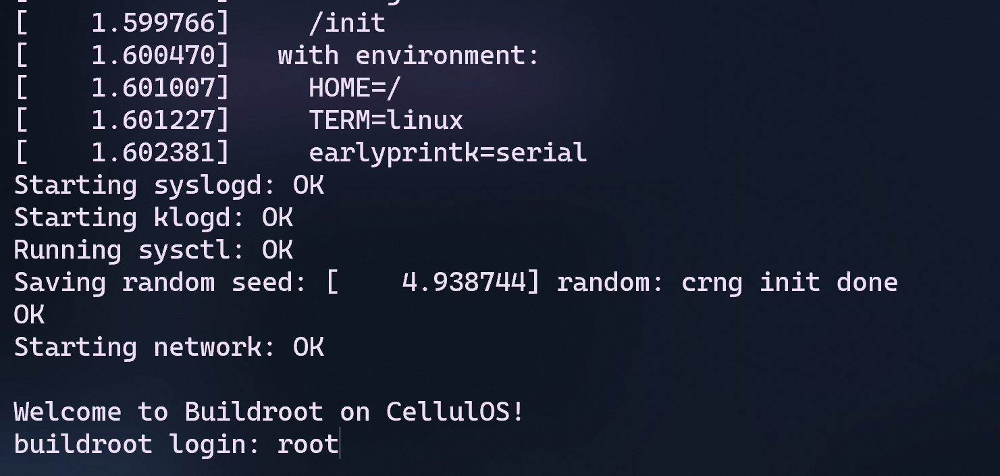 [    1.599766]     /init
[    1.600470]   with environment:
[    1.601007]     HOME=/
[    1.601227]     TERM=linux
[    1.602381]     earlyprintk=serial
Starting syslogd: OK
Starting klogd: OK
Running sysctl: OK
Saving random seed: [    4.938744] random: crng init done
OK
Starting network: OK

Welcome to Buildroot on CellulOS!
buildroot login: root